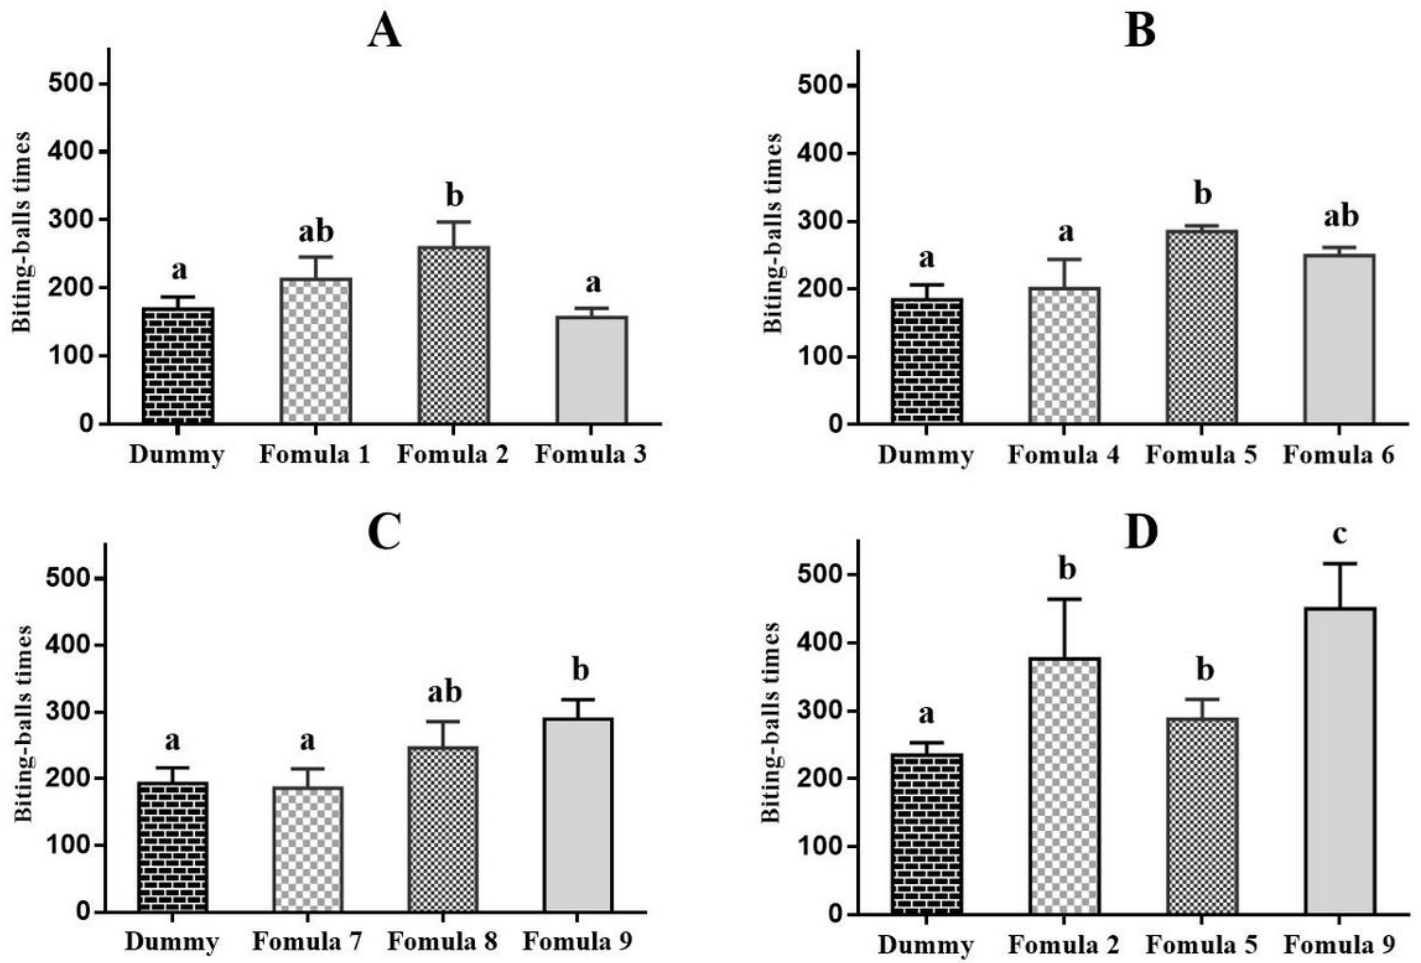 A
Biting-balls times
500
400
300
200
100
0
a
ab
b
a
Dummy Fomula 1 Fomula 2 Fomula 3
B
Biting-balls times
500
400
300
200
100
0
a
a
b
ab
Dummy Fomula 4 Fomula 5 Fomula 6
C
Biting-balls times
500
400
300
200
100
0
a
a
ab
b
Dummy Fomula 7 Fomula 8 Fomula 9
D
Biting-balls times
500
400
300
200
100
0
a
b
b
c
Dummy Fomula 2 Fomula 5 Fomula 9